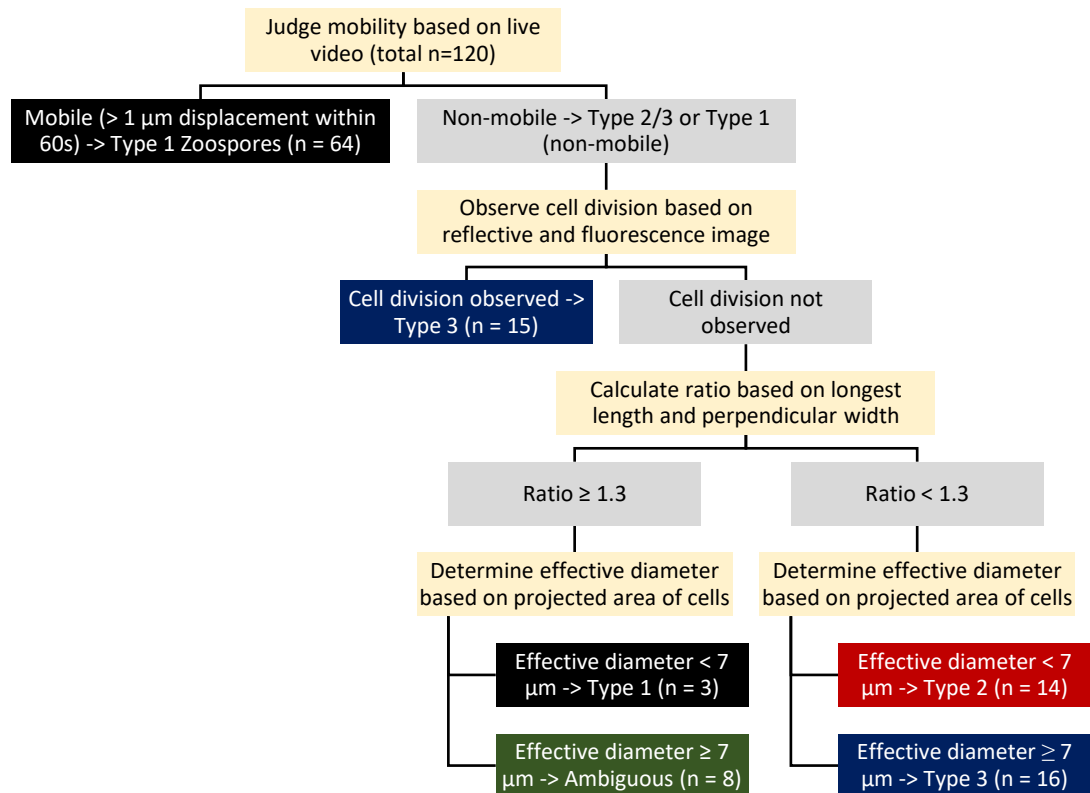 Judge mobility based on live
video (total n=120)
Mobile (> 1 μm displacement within
60s) -> Type 1 Zoospores (n = 64)
Non-mobile -> Type 2/3 or Type 1
(non-mobile)
Observe cell division based on
reflective and fluorescence image
Cell division observed ->
Type 3 (n = 15)
Cell division not
observed
Calculate ratio based on longest
length and perpendicular width
Ratio ≥ 1.3
Ratio < 1.3
Determine effective diameter
based on projected area of cells
Determine effective diameter
based on projected area of cells
Effective diameter < 7
μm -> Type 1 (n = 3)
Effective diameter < 7
μm -> Type 2 (n = 14)
Effective diameter ≥ 7
μm -> Ambiguous (n = 8)
Effective diameter ≥ 7
μm -> Type 3 (n = 16)